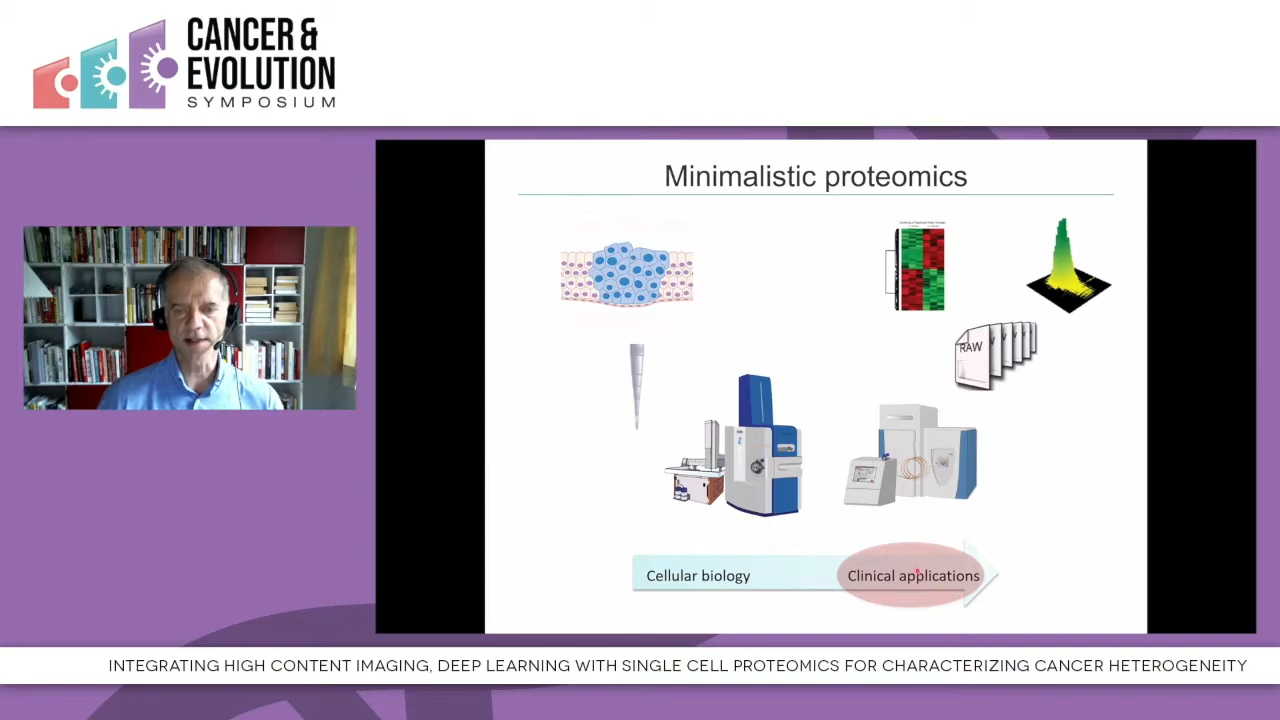 CANCER &
EVOLUTION
SYMPOSIUM
Minimalistic proteomics
RAW
Cellular biology
Clinical applications
INTEGRATING HIGH CONTENT IMAGING, DEEP LEARNING WITH SINGLE CELL PROTEOMICS FOR CHARACTERIZING CANCER HETEROGENEITY